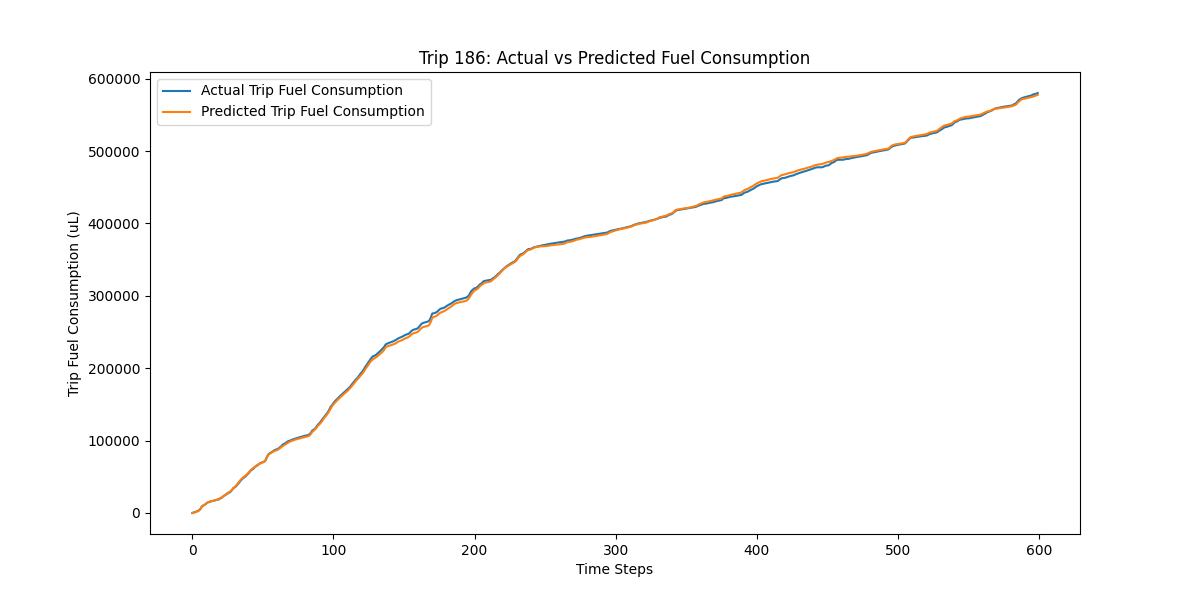 Trip 186: Actual vs Predicted Fuel Consumption
Actual Trip Fuel Consumption
Predicted Trip Fuel Consumption
600000
500000
400000
300000
200000
100000
0
Trip Fuel Consumption (uL)
0 100 200 300 400 500 600
Time Steps